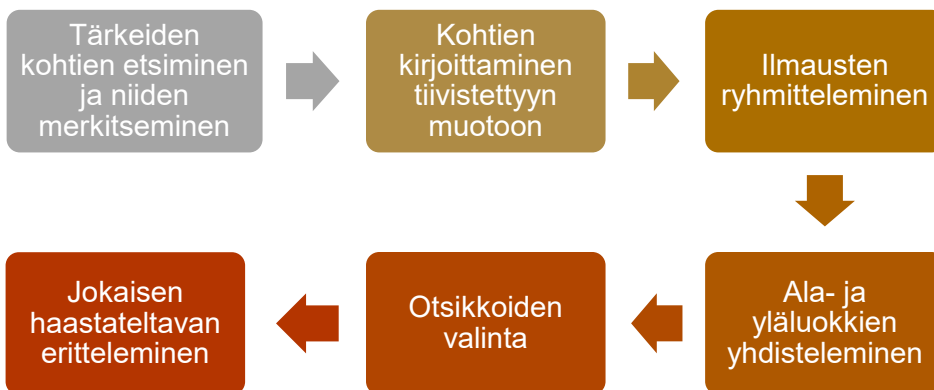 Tärkeiden
kohtien etsiminen
ja niiden
merkitseminen
Kohtien
kirjoittaminen
tiivistettyyn
muotoon
Ilmausten
ryhmitteleminen
Ala- ja
yläluokkien
yhdisteleminen
Otsikkoiden
valinta
Jokaisen
haastateltavan
eritteleminen